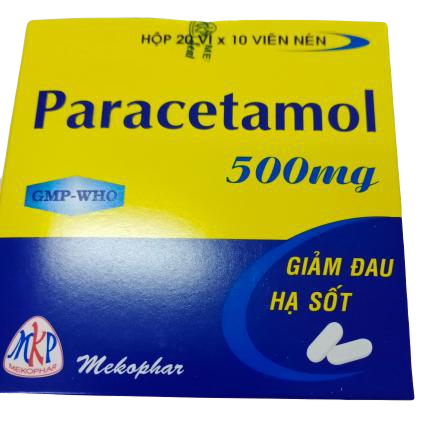 HỘP 20 VỈ x 10 VIÊN NÉN
Paracetamol
500mg
GMP-WHO
GIẢM ĐAU
HẠ SỐT
MKP
MEKOPHAR
Mekophar